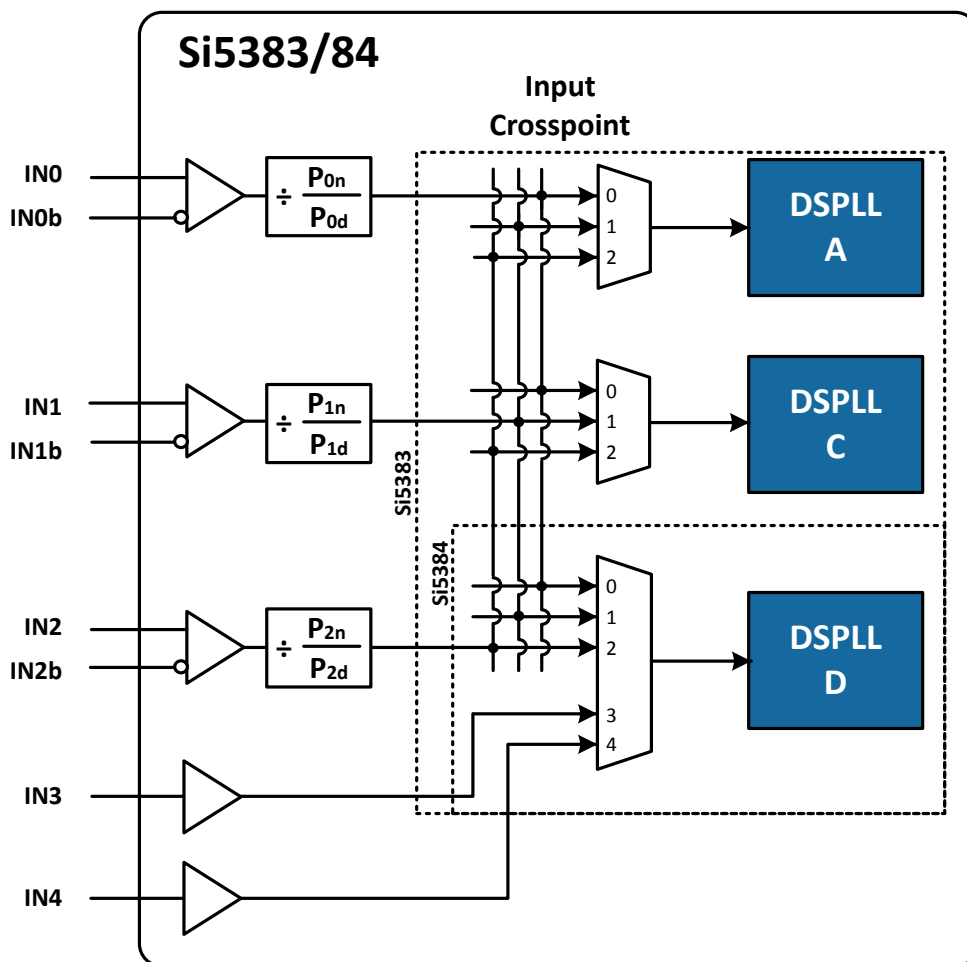 Si5383/84
Input
Crosspoint
IN0
IN0b
÷ P0n
P0d
0
1
2
DSPLL
A
IN1
IN1b
÷ P1n
P1d
0
1
2
DSPLL
C
Si5383
Si5384
IN2
IN2b
÷ P2n
P2d
0
1
2
3
4
DSPLL
D
IN3
IN4